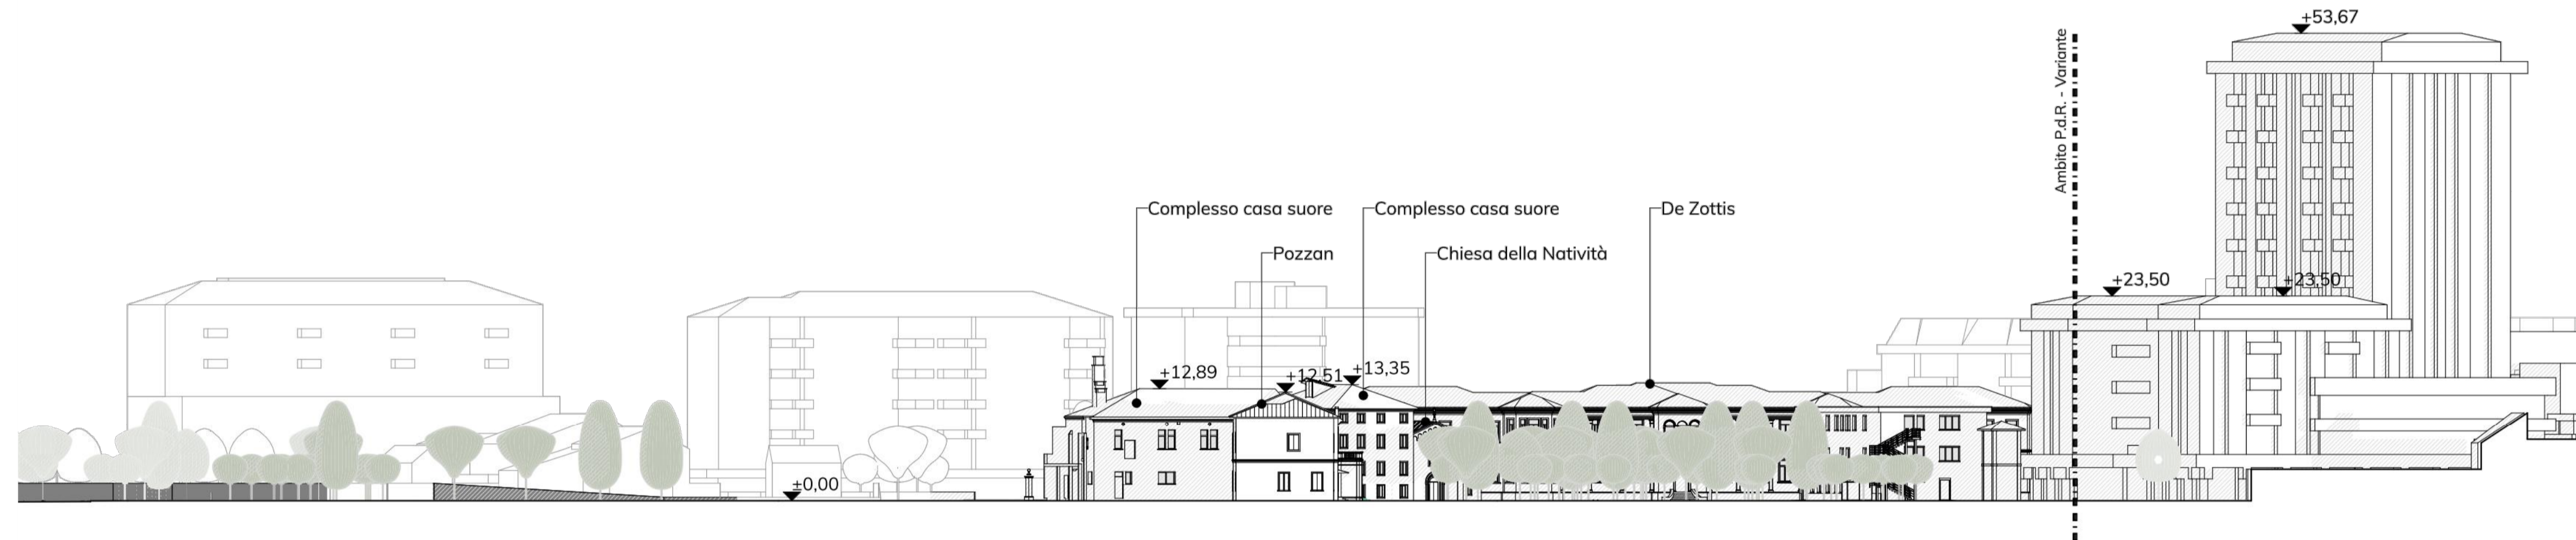 +53,67
Ambito P.d.R. - Variante
Complesso casa suore
Complesso casa suore
De Zottis
Pozzan
Chiesa della Natività
+23,50
+23,50
+12,89
+12,51
+13,35
±0,00